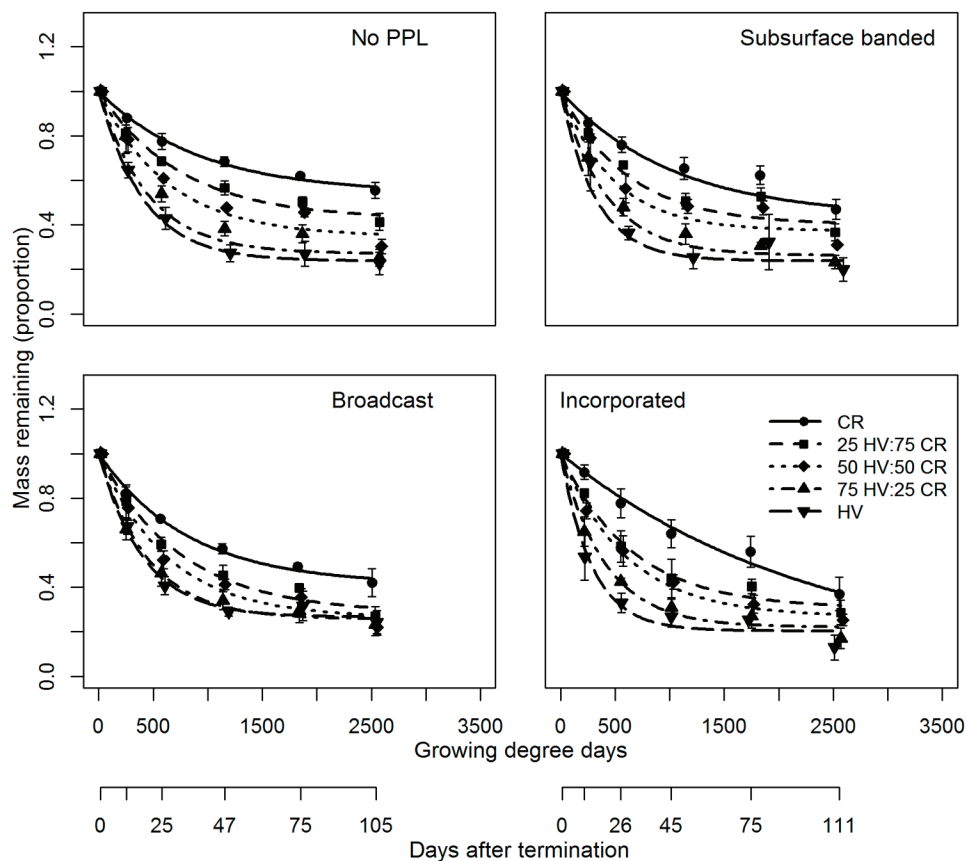 No PPL
Subsurface banded
1.2
0.8
0.4
0.0
Mass remaining (proportion)
Broadcast
Incorporated
CR
25 HV:75 CR
50 HV:50 CR
75 HV:25 CR
HV
1.2
0.8
0.4
0.0
0 500 1500 2500 3500
0 500 1500 2500 3500
Growing degree days
0 25 47 75 105
0 26 45 75 111
Days after termination